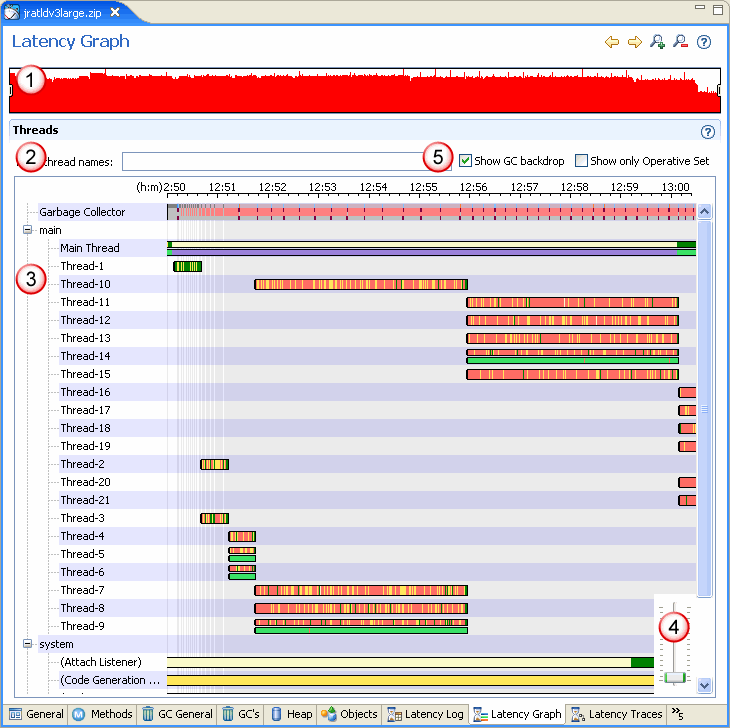 jratldv3large.zip
Latency Graph
1
Threads
2 thread names:
5 Show GC backdrop Show only Operative Set
(h:m) 2:50 12:51 12:52 12:53 12:54 12:55 12:56 12:57 12:58 12:59 13:00
Garbage Collector
main
Main Thread
Thread-1
3
Thread-10
Thread-11
Thread-12
Thread-13
Thread-14
Thread-15
Thread-16
Thread-17
Thread-18
Thread-19
Thread-2
Thread-20
Thread-21
Thread-3
Thread-4
Thread-5
Thread-6
Thread-7
Thread-8
Thread-9
4
system
(Attach Listener)
(Code Generation ...
General Methods GC General GC's Heap Objects Latency Log Latency Graph Latency Traces »5